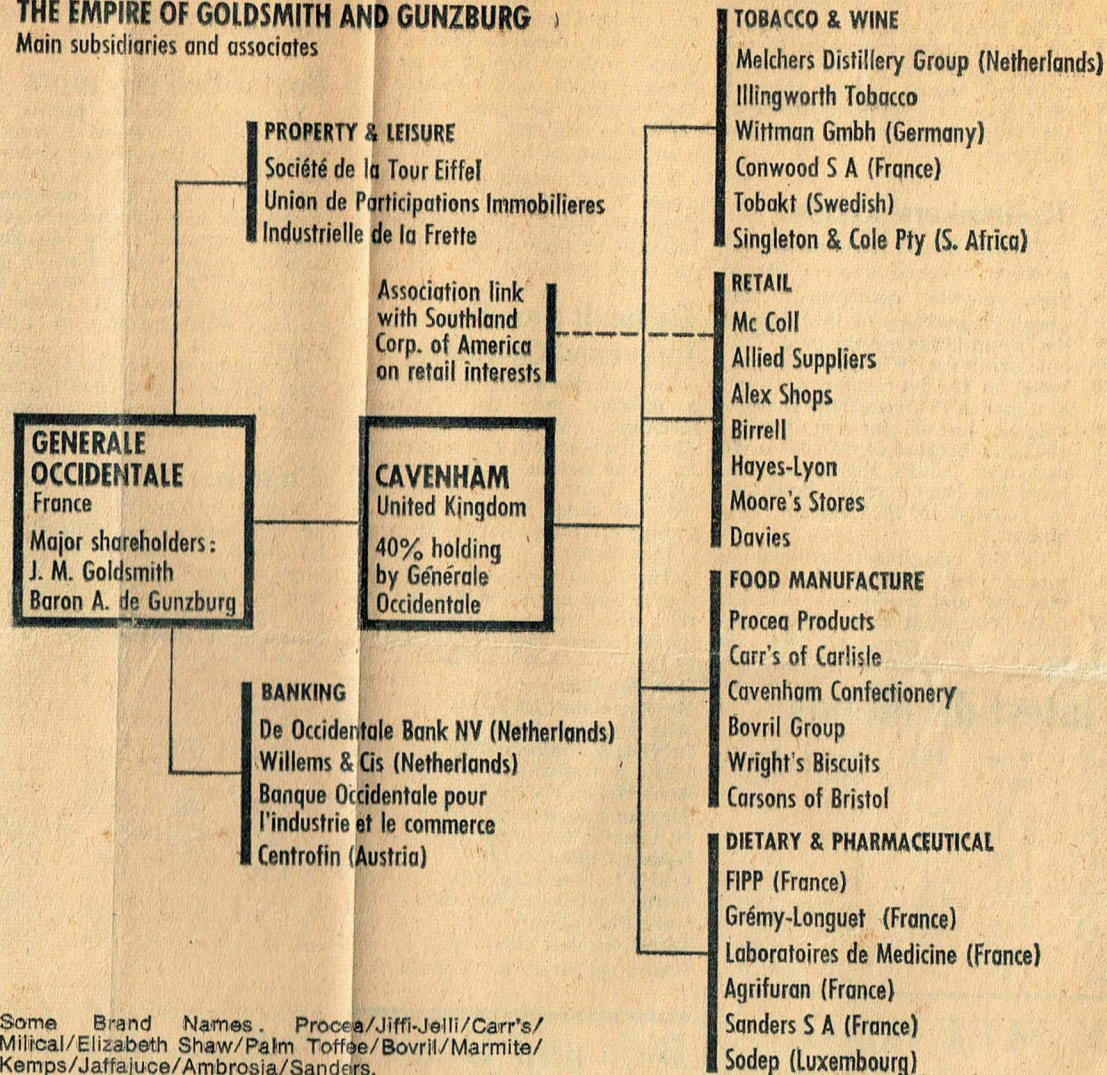 THE EMPIRE OF GOLDSMITH AND GUNZBURG
Main subsidiaries and associates
PROPERTY & LEISURE
Société de la Tour Eiffel
Union de Participations Immobilieres
Industrielle de la Frette
Association link
with Southland
Corp. of America
on retail interests
GENERALE
OCCIDENTALE
France
Major shareholders:
J. M. Goldsmith
Baron A. de Gunzburg
CAVENHAM
United Kingdom
40% holding
by Générale
Occidentale
BANKING
De Occidentale Bank NV (Netherlands)
Willems & Cis (Netherlands)
Banque Occidentale pour
l'industrie et le commerce
Centrofin (Austria)
TOBACCO & WINE
Melchers Distillery Group (Netherlands)
Illingworth Tobacco
Wittman Gmbh (Germany)
Conwood S A (France)
Tobakt (Swedish)
Singleton & Cole Pty (S. Africa)
RETAIL
Mc Coll
Allied Suppliers
Alex Shops
Birrell
Hayes-Lyon
Moore's Stores
Davies
FOOD MANUFACTURE
Procea Products
Carr's of Carlisle
Cavenham Confectionery
Bovril Group
Wright's Biscuits
Carsons of Bristol
DIETARY & PHARMACEUTICAL
FIPP (France)
Grémy-Longuet (France)
Laboratoires de Medicine (France)
Agrifuran (France)
Sanders S A (France)
Sodep (Luxembourg)
Some Brand Names. Procea/Jiffi-Jelli/Carr's/
Milical/Elizabeth Shaw/Palm Toffee/Bovril/Marmite/
Kemps/Jaffajuce/Ambrosia/Sanders.